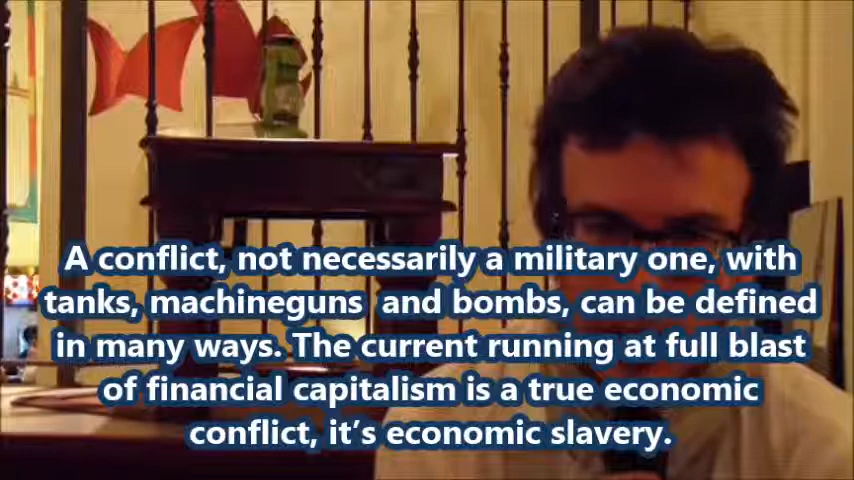 A conflict, not necessarily a military one, with
tanks, machineguns  and bombs, can be defined
in many ways. The current running at full blast
of financial capitalism is a true economic
conflict, it’s economic slavery.